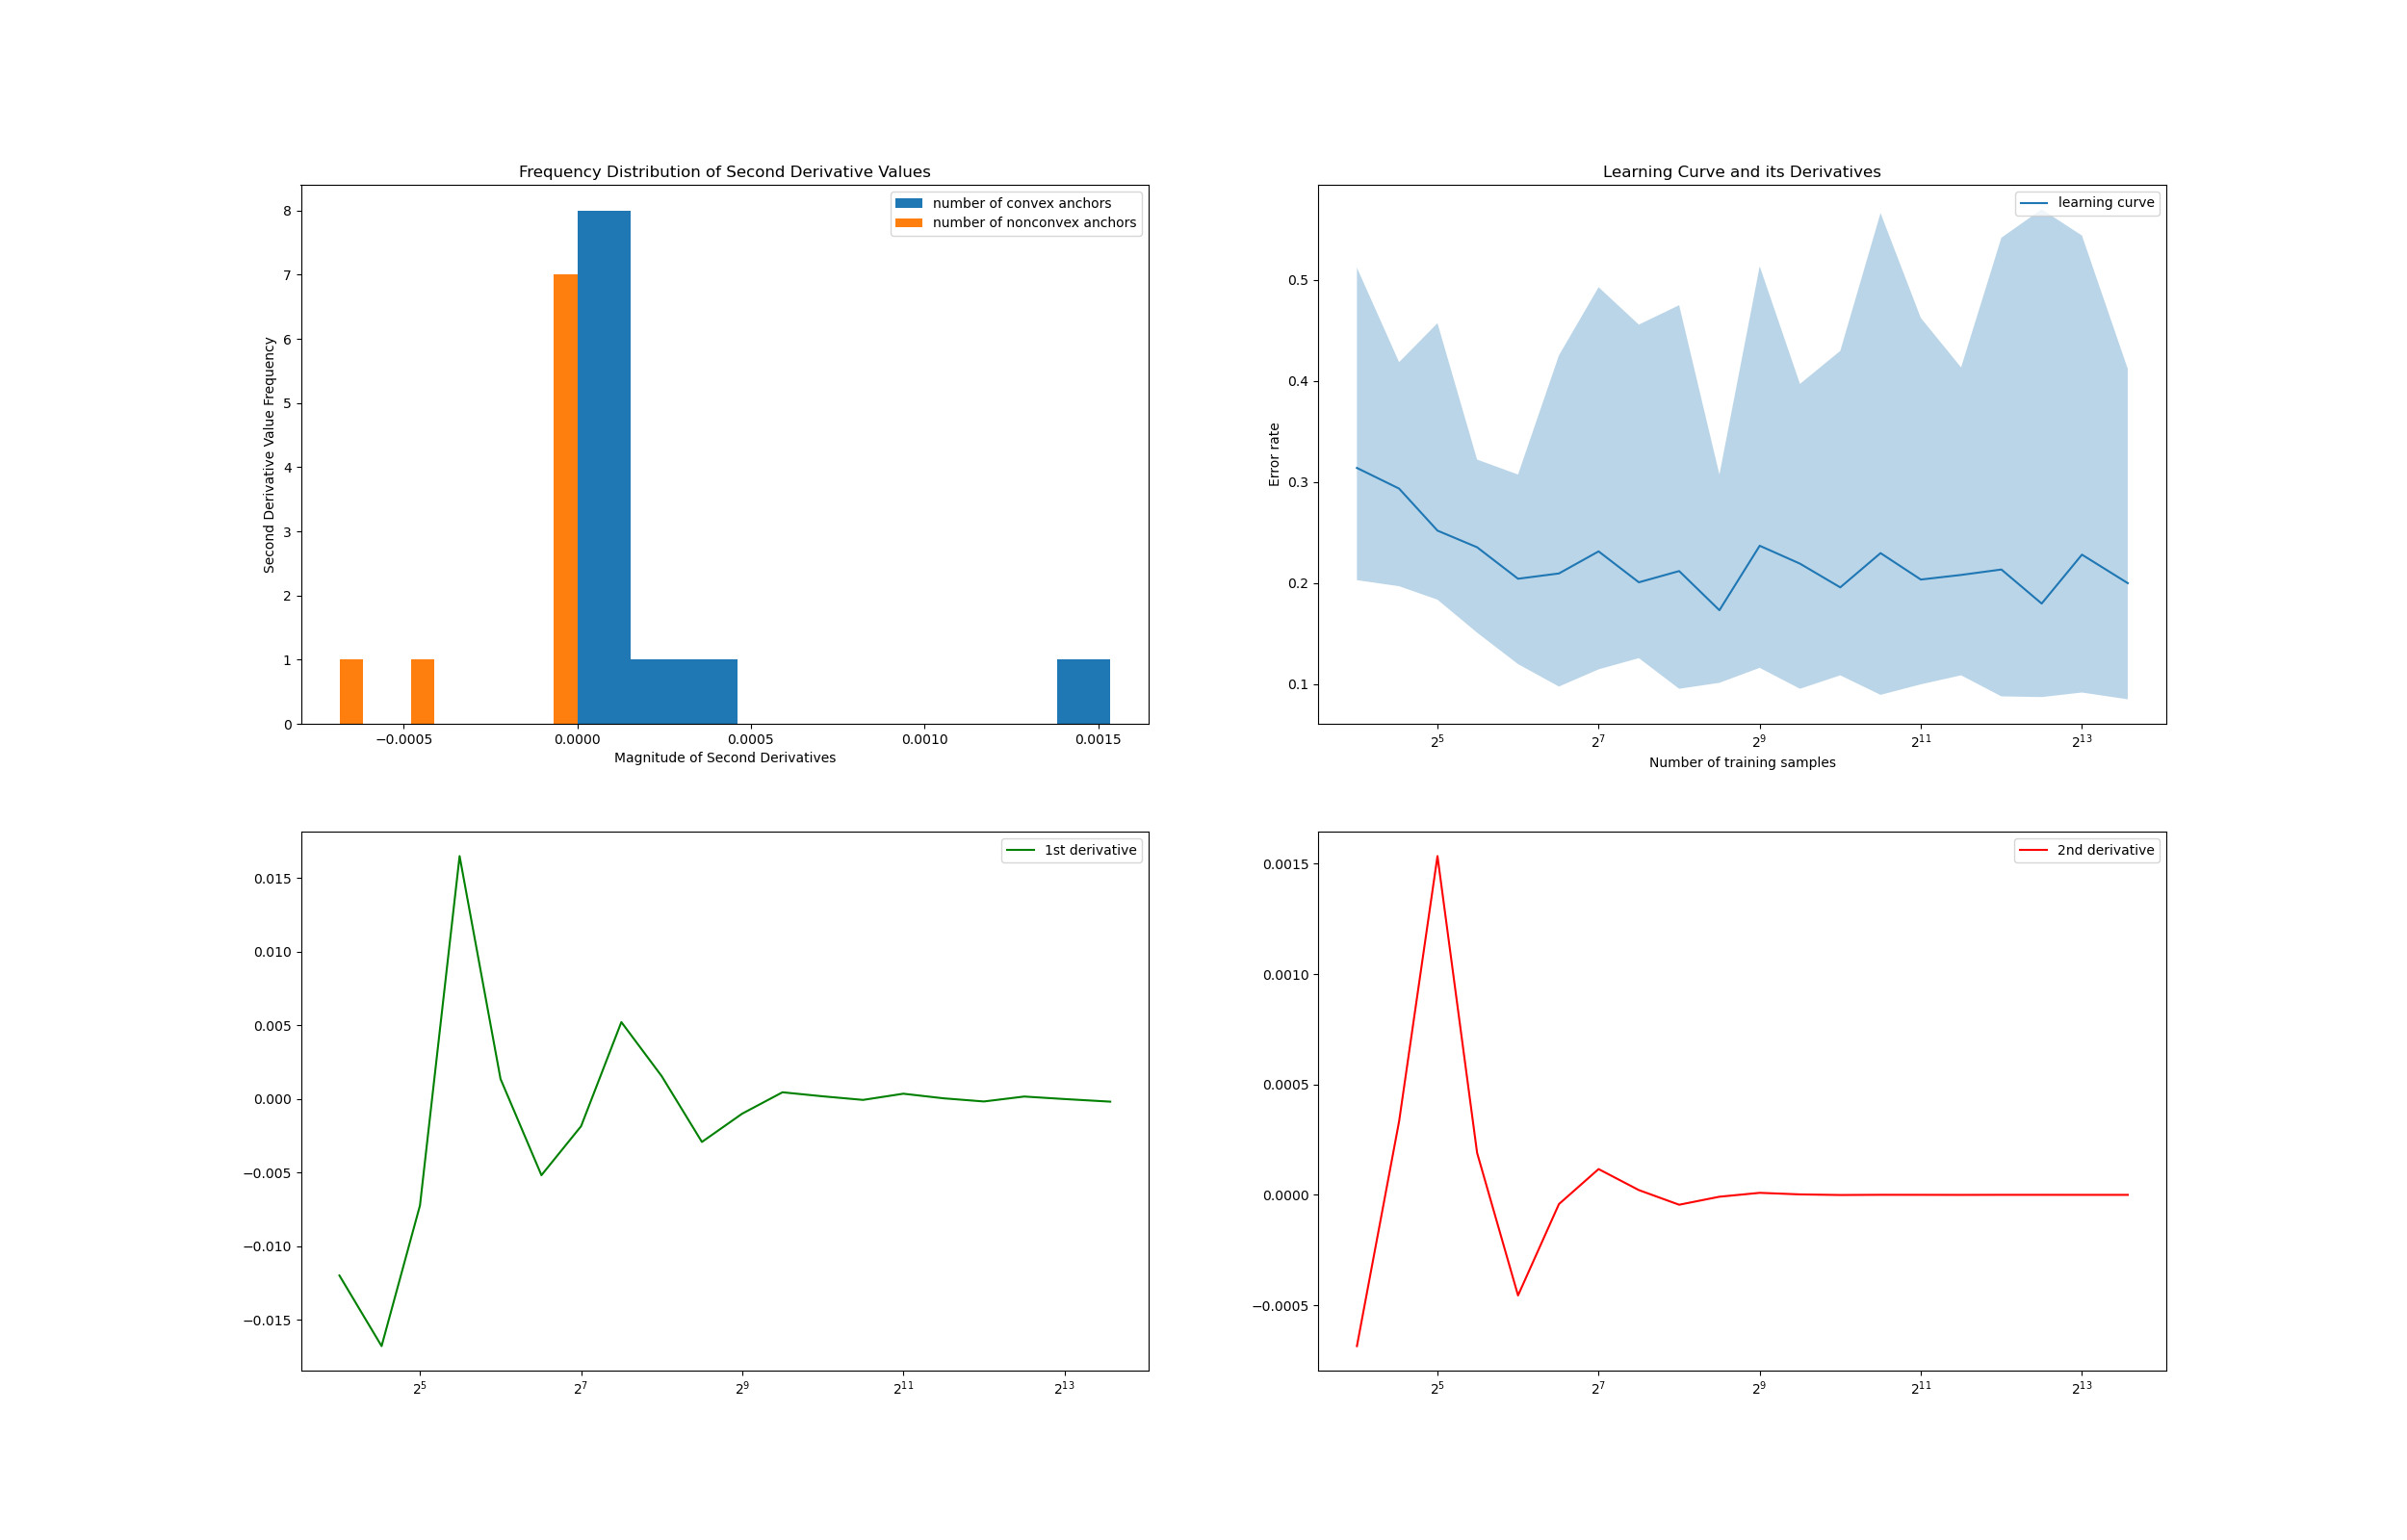 Frequency Distribution of Second Derivative Values
number of convex anchors
number of nonconvex anchors
Second Derivative Value Frequency
8
7
6
5
4
3
2
1
0
−0.0005 0.0000 0.0005 0.0010 0.0015
Magnitude of Second Derivatives
Learning Curve and its Derivatives
learning curve
Error rate
0.5
0.4
0.3
0.2
0.1
2^5 2^7 2^9 2^11 2^13
Number of training samples
1st derivative
0.015
0.010
0.005
0.000
−0.005
−0.010
−0.015
2^5 2^7 2^9 2^11 2^13
2nd derivative
0.0015
0.0010
0.0005
0.0000
−0.0005
2^5 2^7 2^9 2^11 2^13